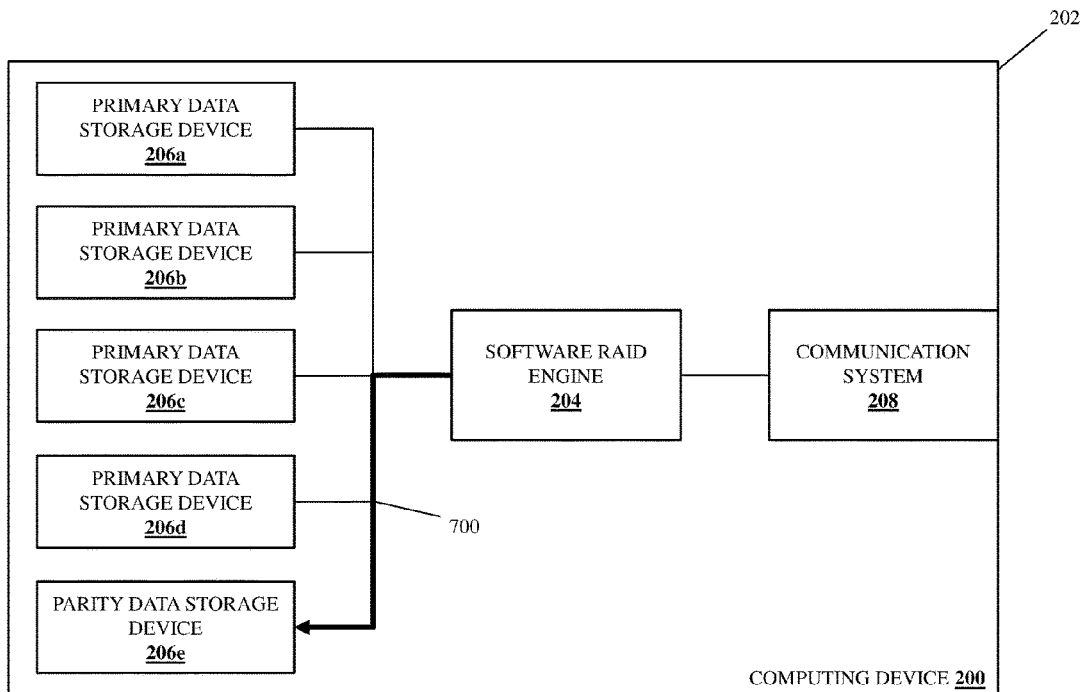 202
PRIMARY DATA
STORAGE DEVICE
206a
PRIMARY DATA
STORAGE DEVICE
206b
PRIMARY DATA
STORAGE DEVICE
206c
SOFTWARE RAID
ENGINE
204
COMMUNICATION
SYSTEM
208
PRIMARY DATA
STORAGE DEVICE
206d
700
PARITY DATA STORAGE
DEVICE
206e
COMPUTING DEVICE 200